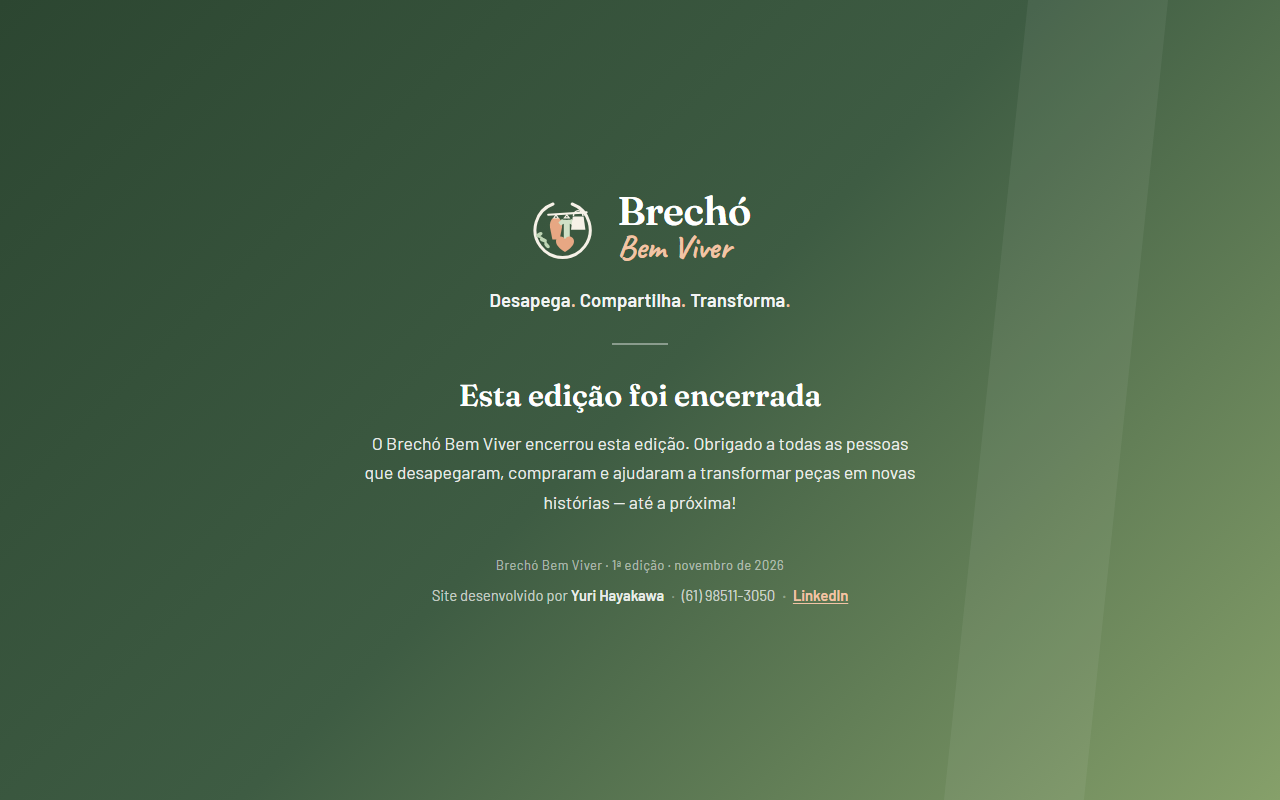 Brechó
Bem Viver
Desapega. Compartilha. Transforma.
Esta edição foi encerrada
O Brechó Bem Viver encerrou esta edição. Obrigado a todas as pessoas
que desapegaram, compraram e ajudaram a transformar peças em novas
histórias — até a próxima!
Brechó Bem Viver · 1ª edição · novembro de 2026
Site desenvolvido por Yuri Hayakawa · (61) 98511-3050 · LinkedIn